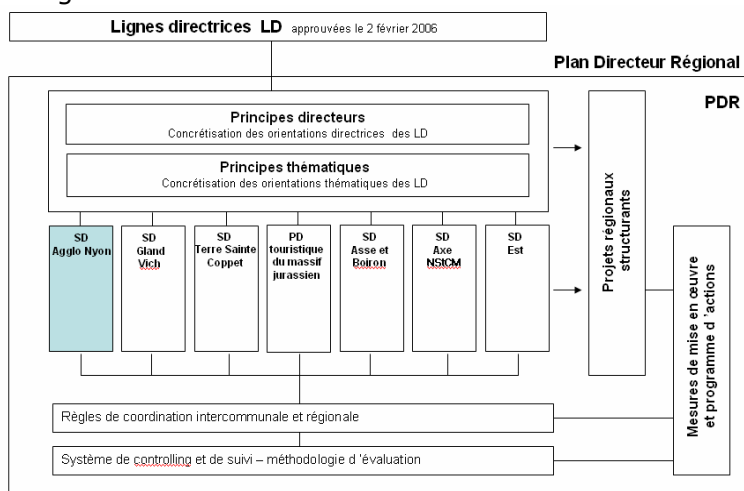 Lignes directrices LD approuvées le 2 février 2006
Plan Directeur Régional
PDR
Principes directeurs
Concrétisation des orientations directrices des LD
Principes thématiques
Concrétisation des orientations thématiques des LD
SD
Agglo Nyon
SD
Gland
Vich
SD
Terre Sainte
Coppet
PD
touristique
du massif
jurassien
SD
Asse et
Boiron
SD
Axe
NStCM
SD
Est
Projets régionaux
structurants
Mesures de mise en œuvre
et programme d 'actions
Règles de coordination intercommunale et régionale
Système de controlling et de suivi – méthodologie d 'évaluation